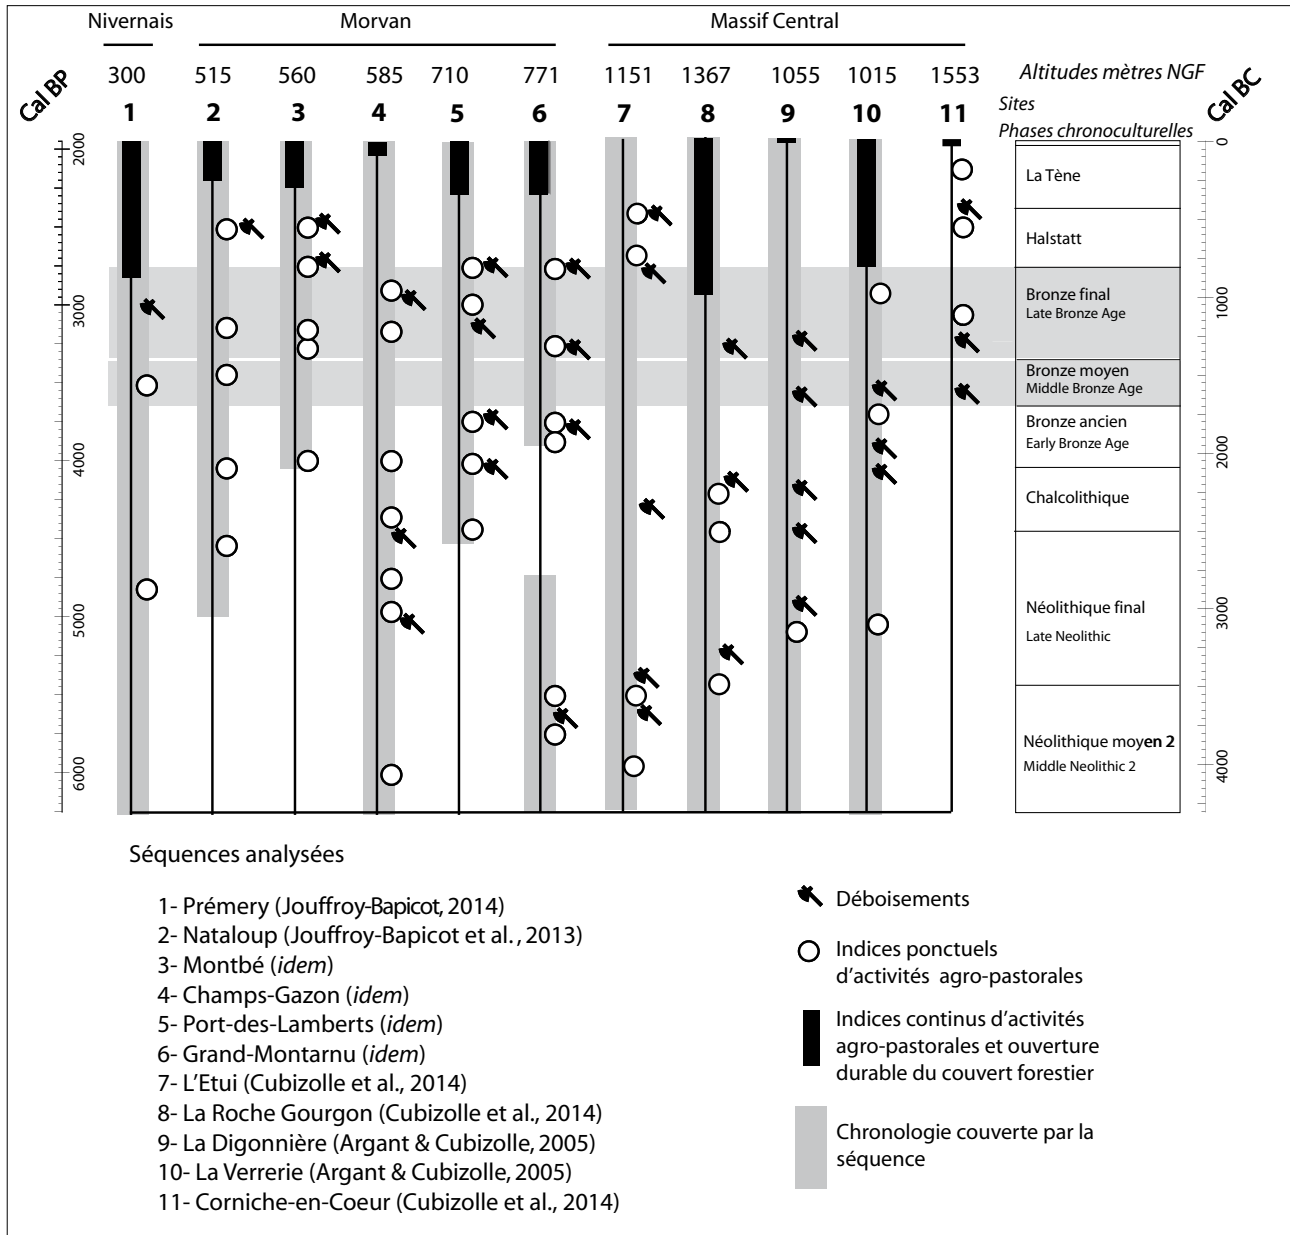 Nivernais Morvan Massif Central
300 515 560 585 710 771 1151 1367 1055 1015 1553 Altitudes mètres NGF
Cal BP
Cal BC
1 2 3 4 5 6 7 8 9 10 11 Sites
Phases chronoculturelles
2000
3000
4000
5000
6000
La Tène
Halstatt
Bronze final
Late Bronze Age
Bronze moyen
Middle Bronze Age
Bronze ancien
Early Bronze Age
Chalcolithique
Néolithique final
Late Neolithic
Néolithique moyen 2
Middle Neolithic 2
0
1000
2000
3000
4000
Séquences analysées
1- Prémery (Jouffroy-Bapicot, 2014)
2- Nataloup (Jouffroy-Bapicot et al., 2013)
3- Montbé (idem)
4- Champs-Gazon (idem)
5- Port-des-Lamberts (idem)
6- Grand-Montarnu (idem)
7- L'Etui (Cubizolle et al., 2014)
8- La Roche Gourgon (Cubizolle et al., 2014)
9- La Digonnière (Argant & Cubizolle, 2005)
10- La Verrerie (Argant & Cubizolle, 2005)
11- Corniche-en-Coeur (Cubizolle et al., 2014)
Déboisements
Indices ponctuels
d'activités agro-pastorales
Indices continus d'activités
agro-pastorales et ouverture
durable du couvert forestier
Chronologie couverte par la
séquence